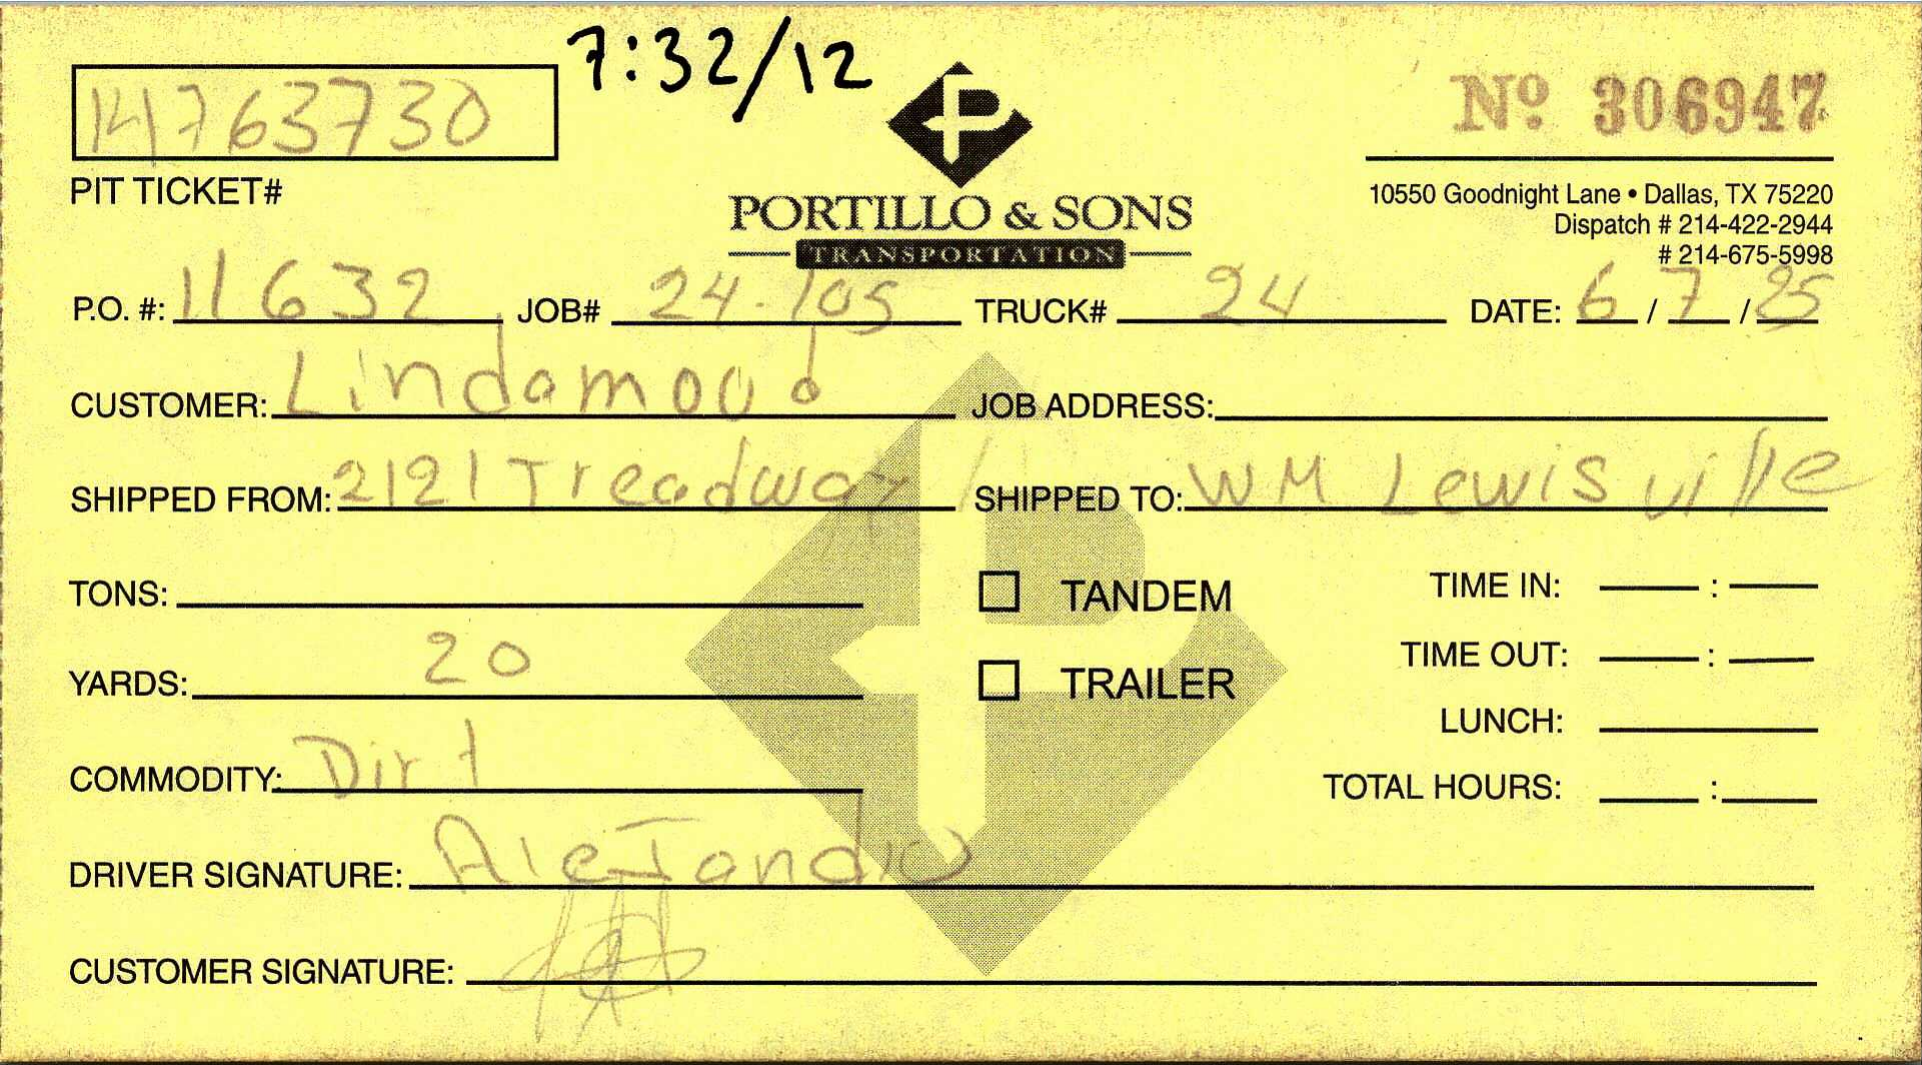 7:32/12
14763730
PIT TICKET#
PORTILLO & SONS
TRANSPORTATION
Nº 306947
10550 Goodnight Lane • Dallas, TX 75220
Dispatch # 214-422-2944
# 214-675-5998
P.O. #: 11632 JOB# 24-105 TRUCK# 24 DATE: 6/7/25
CUSTOMER: Lindamood JOB ADDRESS:
SHIPPED FROM: 2121 Treadway SHIPPED TO: WM Lewisville
TONS: TANDEM TIME IN: :
YARDS: 20 TRAILER TIME OUT: :
LUNCH:
COMMODITY: Dirt TOTAL HOURS: :
DRIVER SIGNATURE: Alejandro
CUSTOMER SIGNATURE: